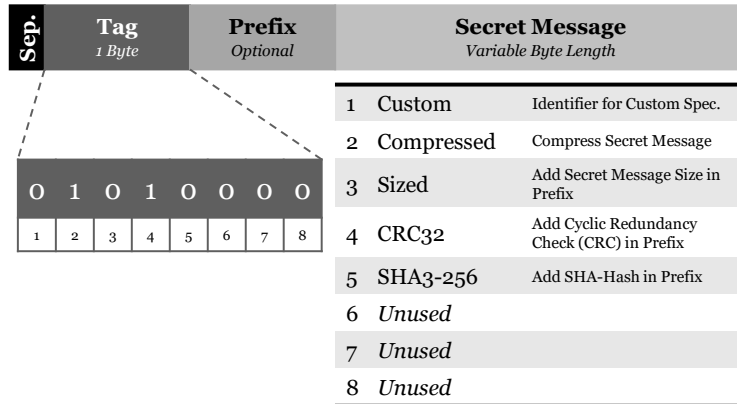 Sep.
Tag
1 Byte
Prefix
Optional
Secret Message
Variable Byte Length
0 1 0 1 0 0 0 0
1 2 3 4 5 6 7 8
1 Custom Identifier for Custom Spec.
2 Compressed Compress Secret Message
3 Sized Add Secret Message Size in
Prefix
4 CRC32 Add Cyclic Redundancy
Check (CRC) in Prefix
5 SHA3-256 Add SHA-Hash in Prefix
6 Unused
7 Unused
8 Unused